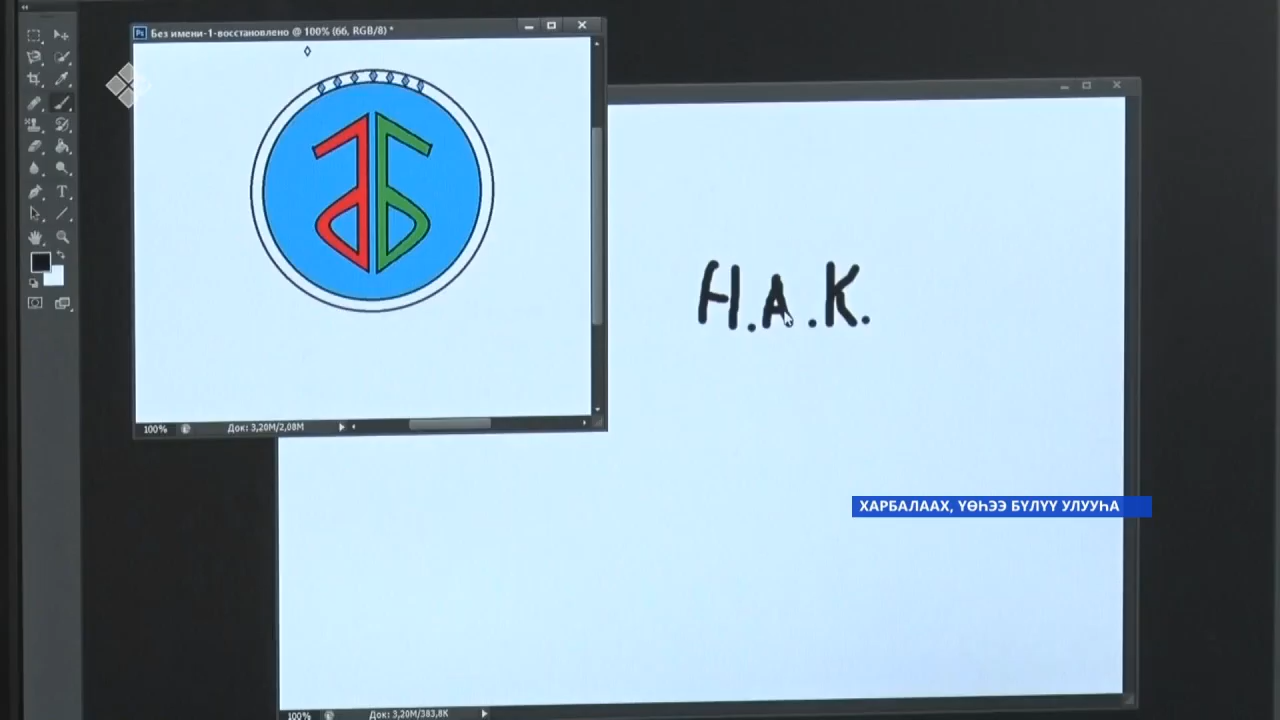 Без имени-1-восстановлено @ 100% (66, RGB/8) *
Н.А.К.
100% Док: 3,20M/2,08M
ХАРБАЛААХ, ҮӨҺЭЭ БҮЛҮҮ УЛУУҺА
100% Док: 3,20M/383,8K